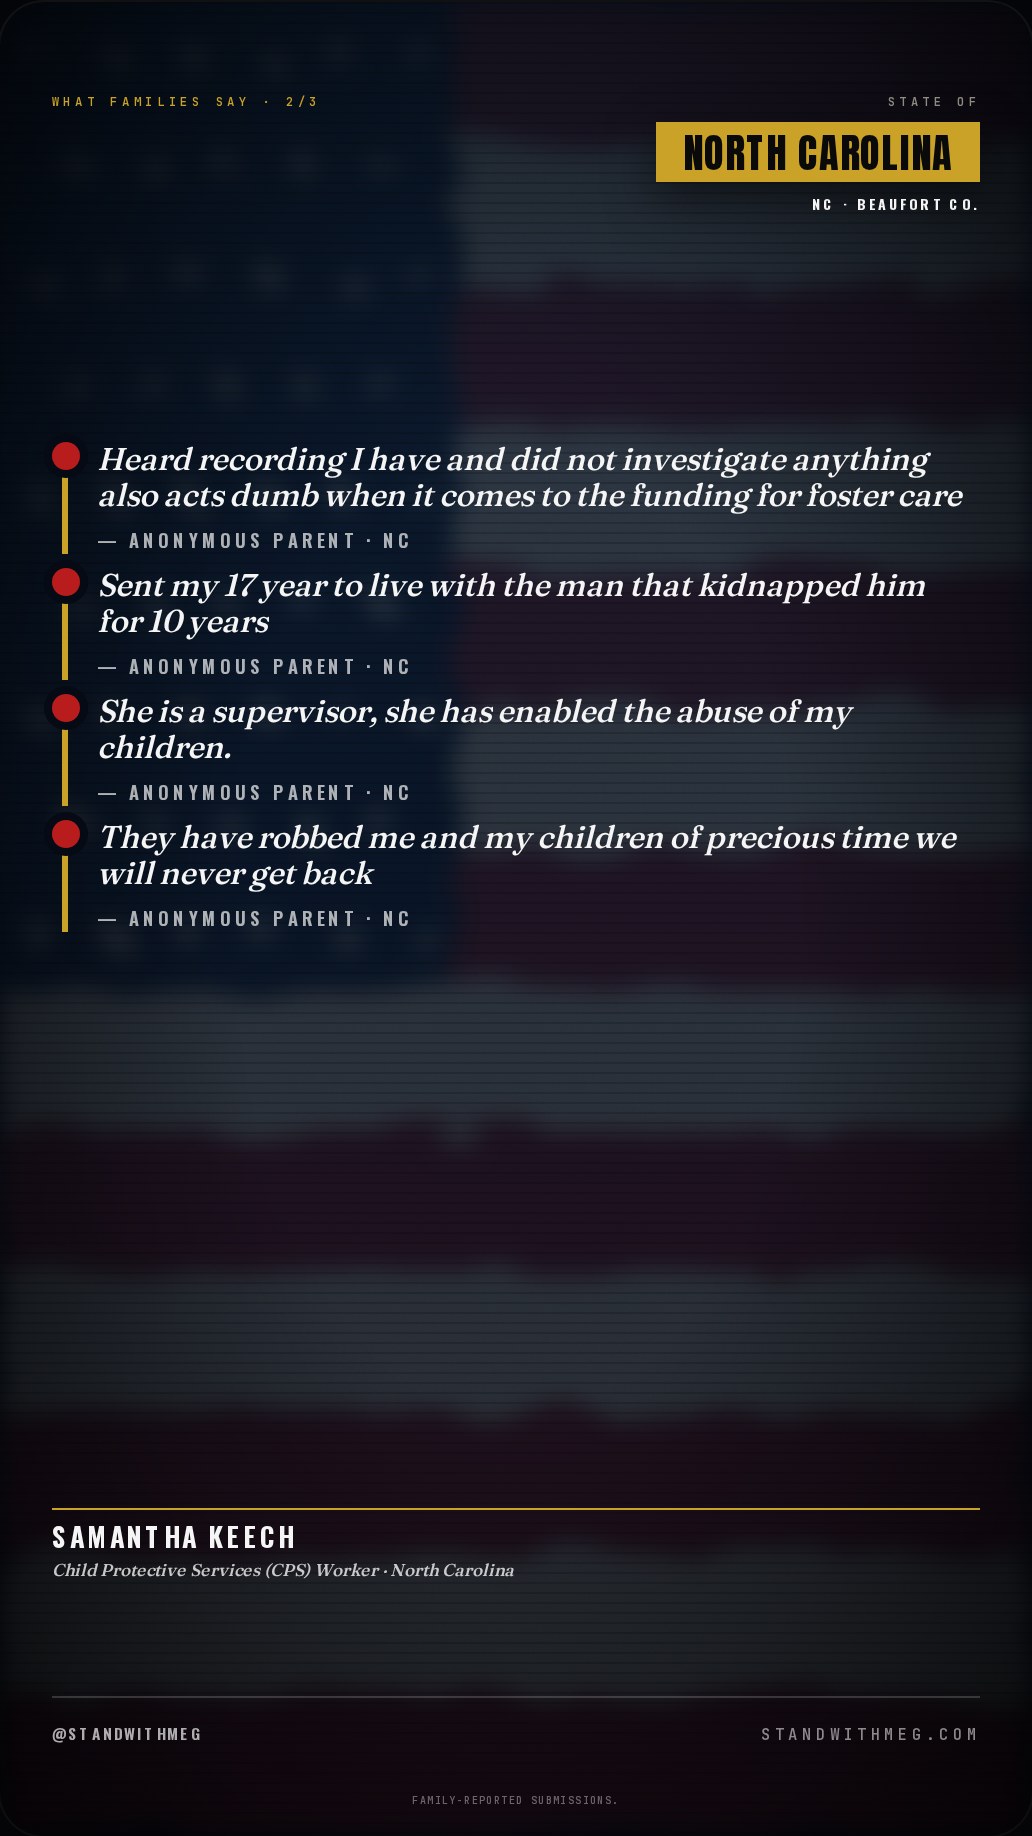 WHAT FAMILIES SAY · 2/3
STATE OF
NORTH CAROLINA
NC · BEAUFORT CO.
Heard recording I have and did not investigate anything
also acts dumb when it comes to the funding for foster care
— ANONYMOUS PARENT · NC
Sent my 17 year to live with the man that kidnapped him
for 10 years
— ANONYMOUS PARENT · NC
She is a supervisor, she has enabled the abuse of my
children.
— ANONYMOUS PARENT · NC
They have robbed me and my children of precious time we
will never get back
— ANONYMOUS PARENT · NC
SAMANTHA KEECH
Child Protective Services (CPS) Worker · North Carolina
@STANDWITHMEG
STANDWITHMEG.COM
FAMILY-REPORTED SUBMISSIONS.